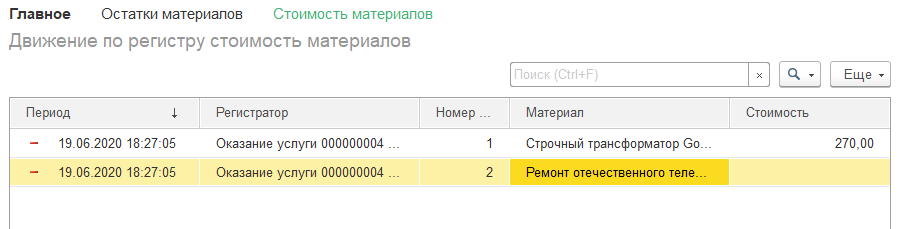 Главное Остатки материалов Стоимость материалов
Движение по регистру стоимость материалов
Поиск (Ctrl+F) × Еще
Период ↓ Регистратор Номер ... Материал Стоимость
19.06.2020 18:27:05 Оказание услуги 000000004 ... 1 Строчный трансформатор Go... 270,00
19.06.2020 18:27:05 Оказание услуги 000000004 ... 2 Ремонт отечественного теле...